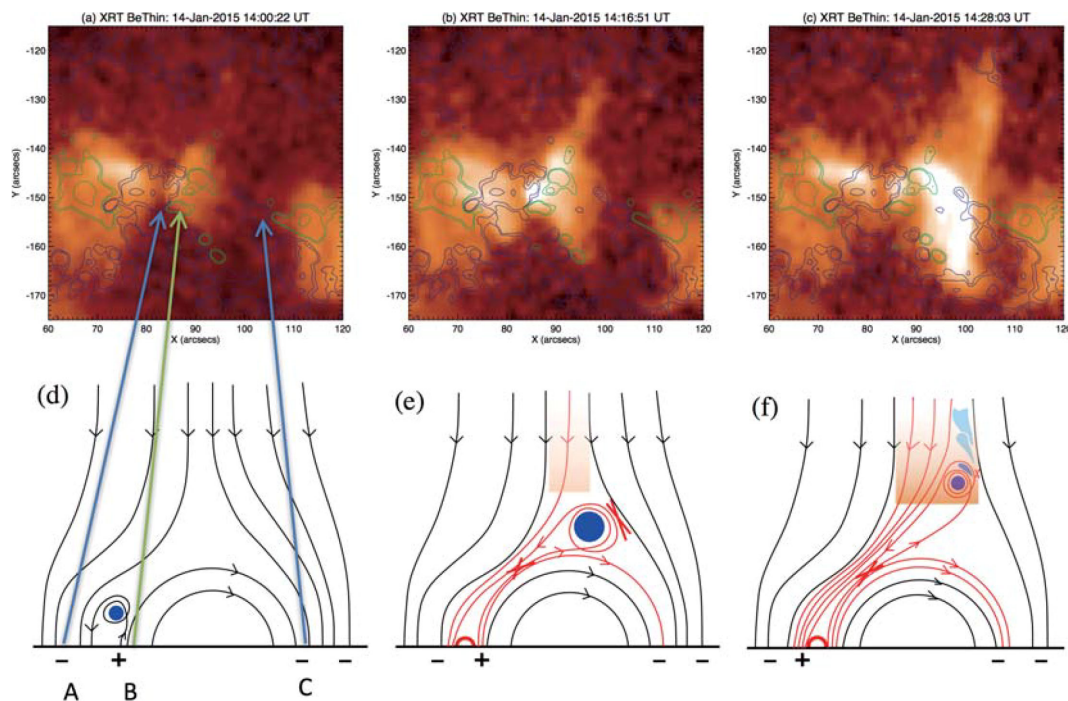 (a) XRT BeThin: 14-Jan-2015 14:00:22 UT
(b) XRT BeThin: 14-Jan-2015 14:16:51 UT
(c) XRT BeThin: 14-Jan-2015 14:28:03 UT
-120
-130
-140
-150
-160
-170
Y (arcsecs)
60 70 80 90 100 110 120
X (arcsecs)
-120
-130
-140
-150
-160
-170
Y (arcsecs)
60 70 80 90 100 110 120
X (arcsecs)
-120
-130
-140
-150
-160
-170
Y (arcsecs)
60 70 80 90 100 110 120
X (arcsecs)
(d)
(e)
(f)
− + − −
− + − −
− + − −
A B C